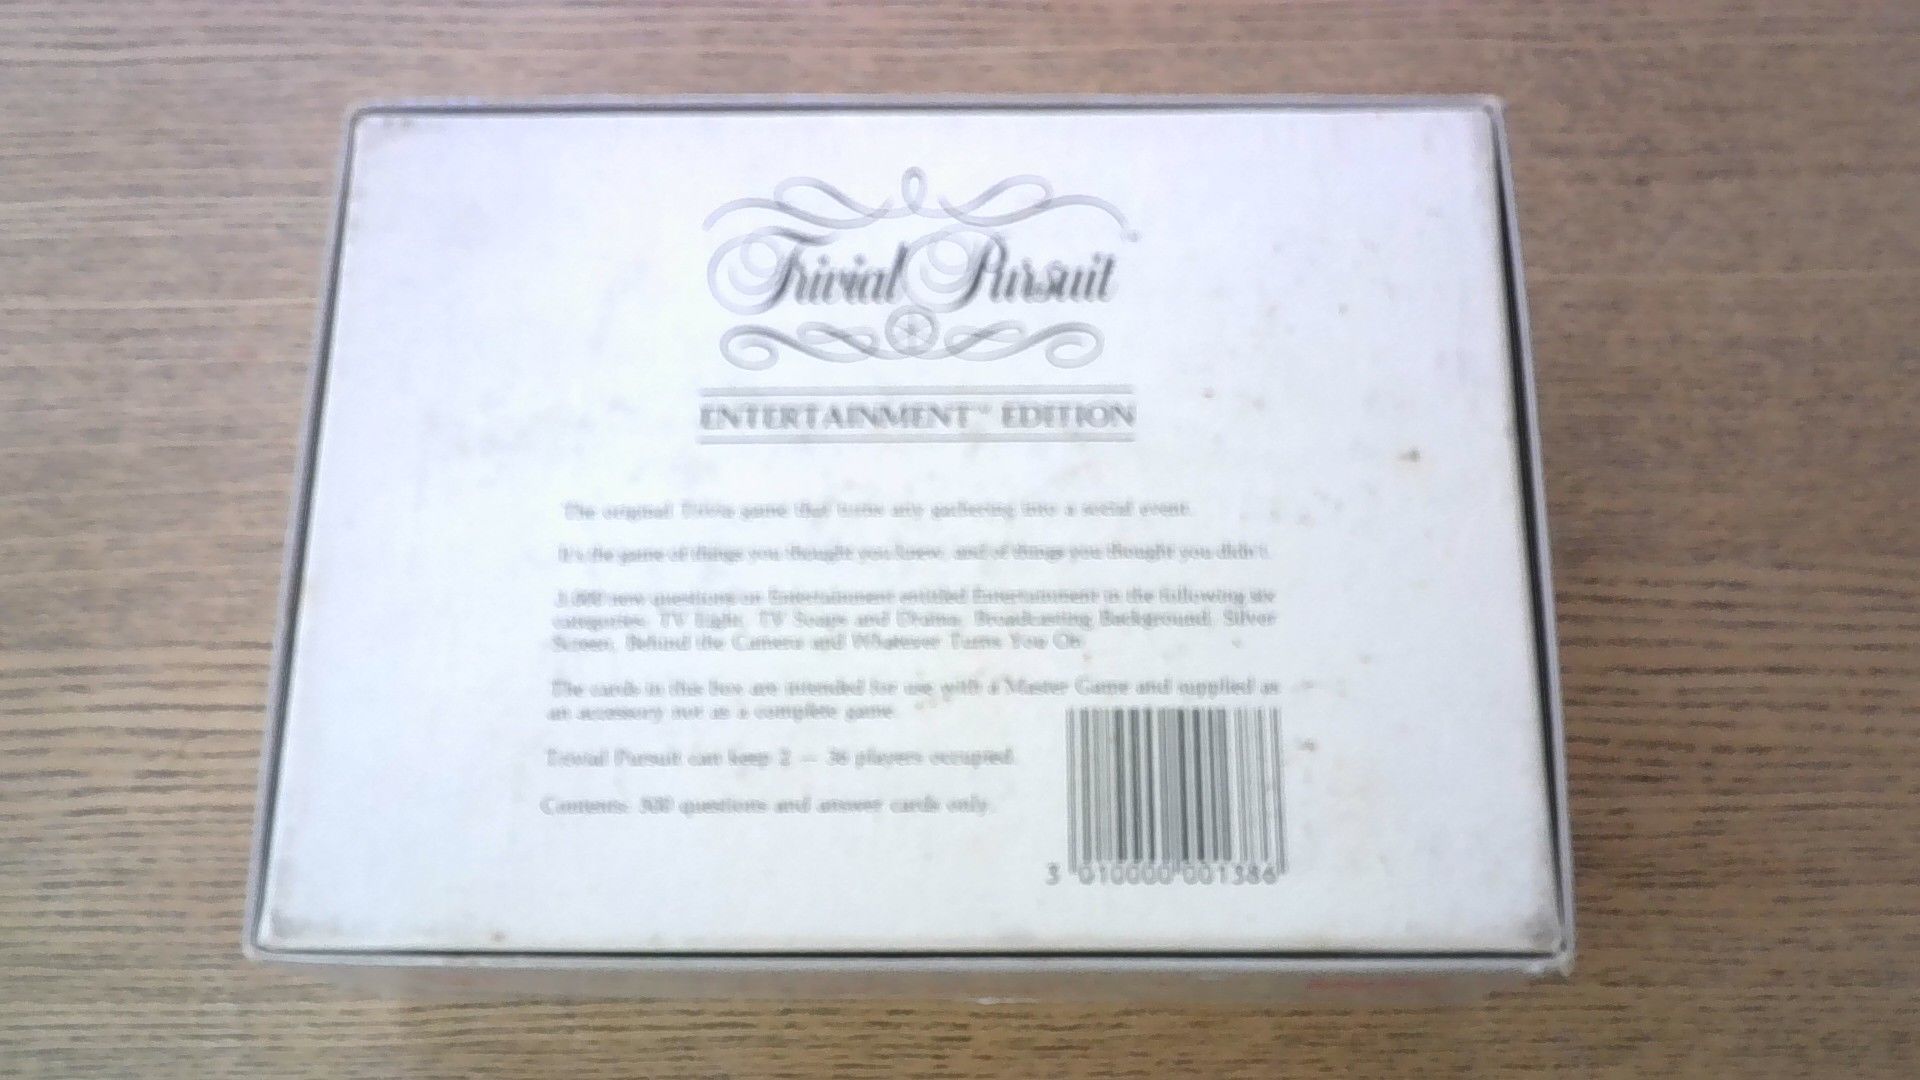 Trivial Pursuit
ENTERTAINMENT™ EDITION
The original Trivia game that turns any gathering into a social event.
It's the game of things you thought you knew, and of things you thought you didn't.
new questions on Entertainment entitled Entertainment in the following six
categories: TV Light, TV Soaps and Drama, Broadcasting Background, Silver
Screen, Behind the Camera and Whatever Turns You On.
The cards in this box are intended for use with a Master Game and supplied as
an accessory not as a complete game.
Trivial Pursuit can keep 2 — 36 players occupied.
Contents: 500 questions and answer cards only.
3 010000 001386